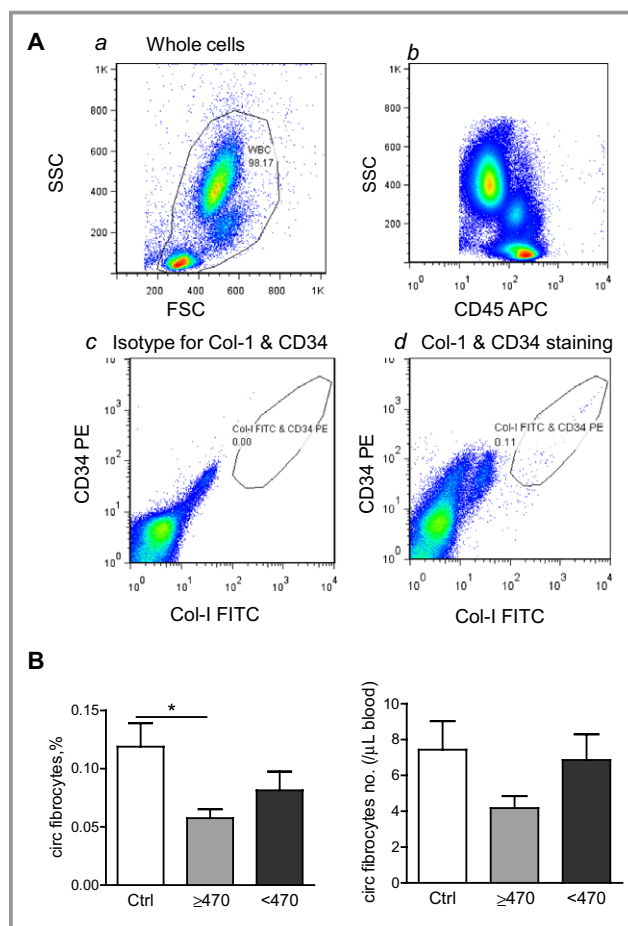 A
a Whole cells
b
1K
800
600
400
200
SSC
WBC
98.17
200 400 600 800 1K
FSC
1K
800
600
400
200
SSC
10^0 10^1 10^2 10^3 10^4
CD45 APC
c Isotype for Col-1 & CD34
d Col-1 & CD34 staining
10^3
10^2
10^1
10^0
CD34 PE
Col-I FITC & CD34 PE
0.00
10^0 10^1 10^2 10^3 10^4
Col-I FITC
10^3
10^2
10^1
10^0
CD34 PE
Col-I FITC & CD34 PE
0.11
10^0 10^1 10^2 10^3 10^4
Col-I FITC
B
0.15
0.10
0.05
0.00
circ fibrocytes,%
*
Ctrl ≥470 <470
8
6
4
2
0
circ fibrocytes no. (/µL blood)
Ctrl ≥470 <470